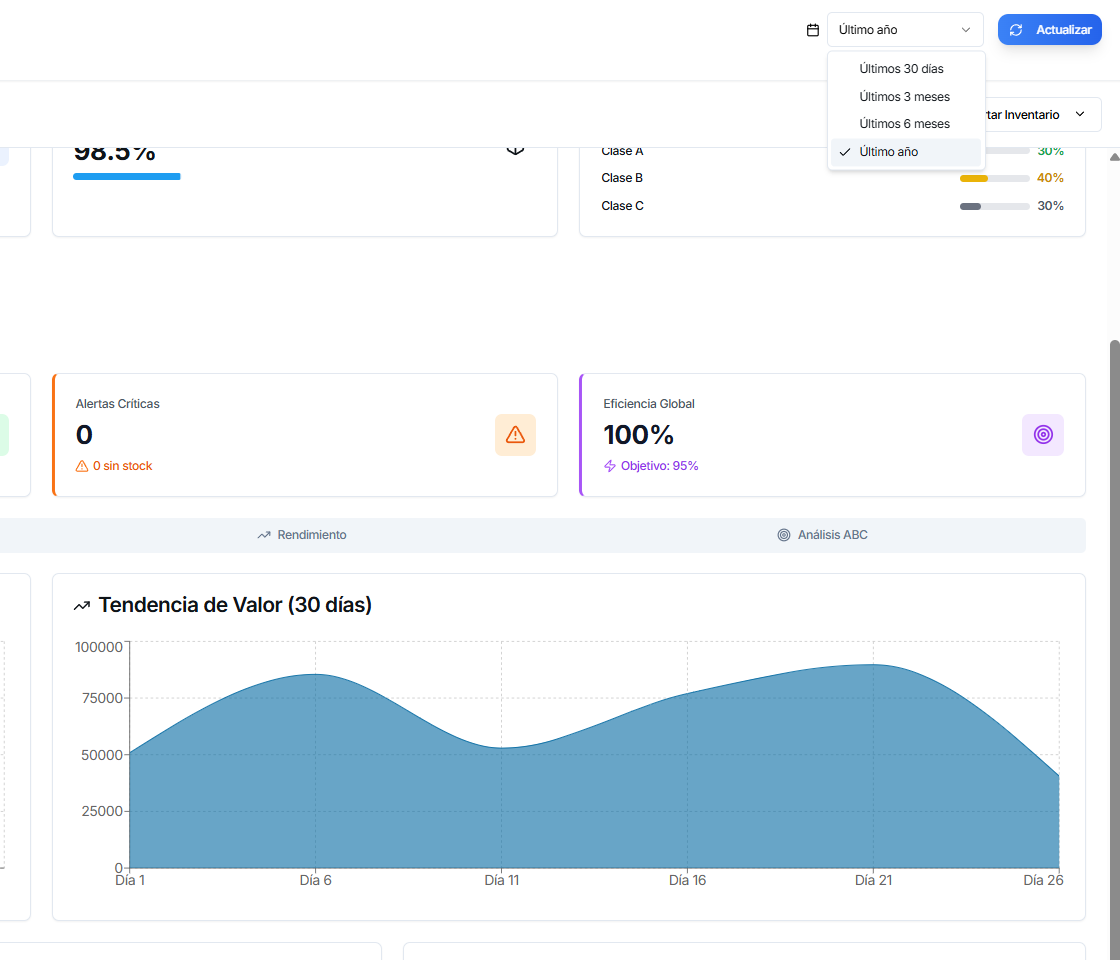 Último año
Actualizar
Últimos 30 días
Últimos 3 meses
Últimos 6 meses
Último año
tar Inventario
98.5%
Clase A
30%
Clase B
40%
Clase C
30%
Alertas Críticas
0
0 sin stock
Eficiencia Global
100%
Objetivo: 95%
Rendimiento
Análisis ABC
Tendencia de Valor (30 días)
100000
75000
50000
25000
0
Día 1
Día 6
Día 11
Día 16
Día 21
Día 26